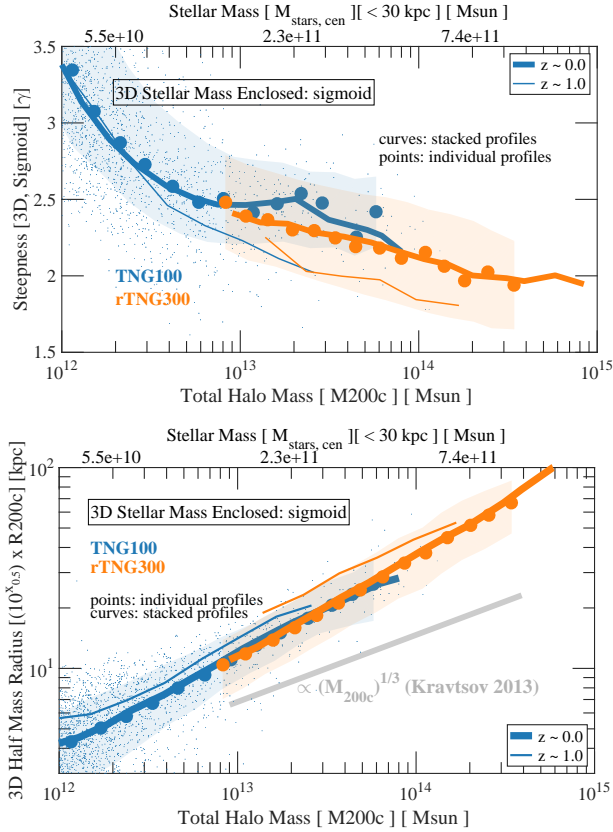 Stellar Mass [ M_stars, cen ][ < 30 kpc ] [ Msun ]
5.5e+10 2.3e+11 7.4e+11
3.5
3
2.5
2
1.5
Steepness [3D, Sigmoid] [γ]
z ~ 0.0
z ~ 1.0
3D Stellar Mass Enclosed: sigmoid
curves: stacked profiles
points: individual profiles
TNG100
rTNG300
10^12 10^13 10^14 10^15
Total Halo Mass [ M200c ] [ Msun ]
Stellar Mass [ M_stars, cen ][ < 30 kpc ] [ Msun ]
5.5e+10 2.3e+11 7.4e+11
10^2
10^1
3D Half Mass Radius [(10^x_0.5) x R200c] [kpc]
3D Stellar Mass Enclosed: sigmoid
TNG100
rTNG300
points: individual profiles
curves: stacked profiles
∝ (M_200c)^1/3 (Kravtsov 2013)
z ~ 0.0
z ~ 1.0
10^12 10^13 10^14 10^15
Total Halo Mass [ M200c ] [ Msun ]